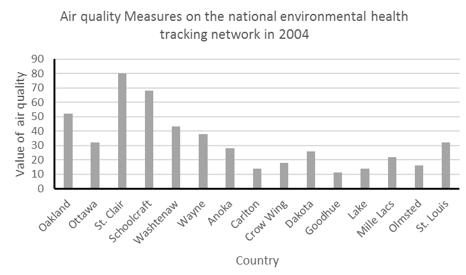 Air quality Measures on the national environmental health
tracking network in 2004
Value of air quality
90
80
70
60
50
40
30
20
10
0
Oakland
Ottawa
St. Clair
Schoolcraft
Washtenaw
Wayne
Anoka
Carlton
Crow Wing
Dakota
Goodhue
Lake
Mille Lacs
Olmsted
St. Louis
Country